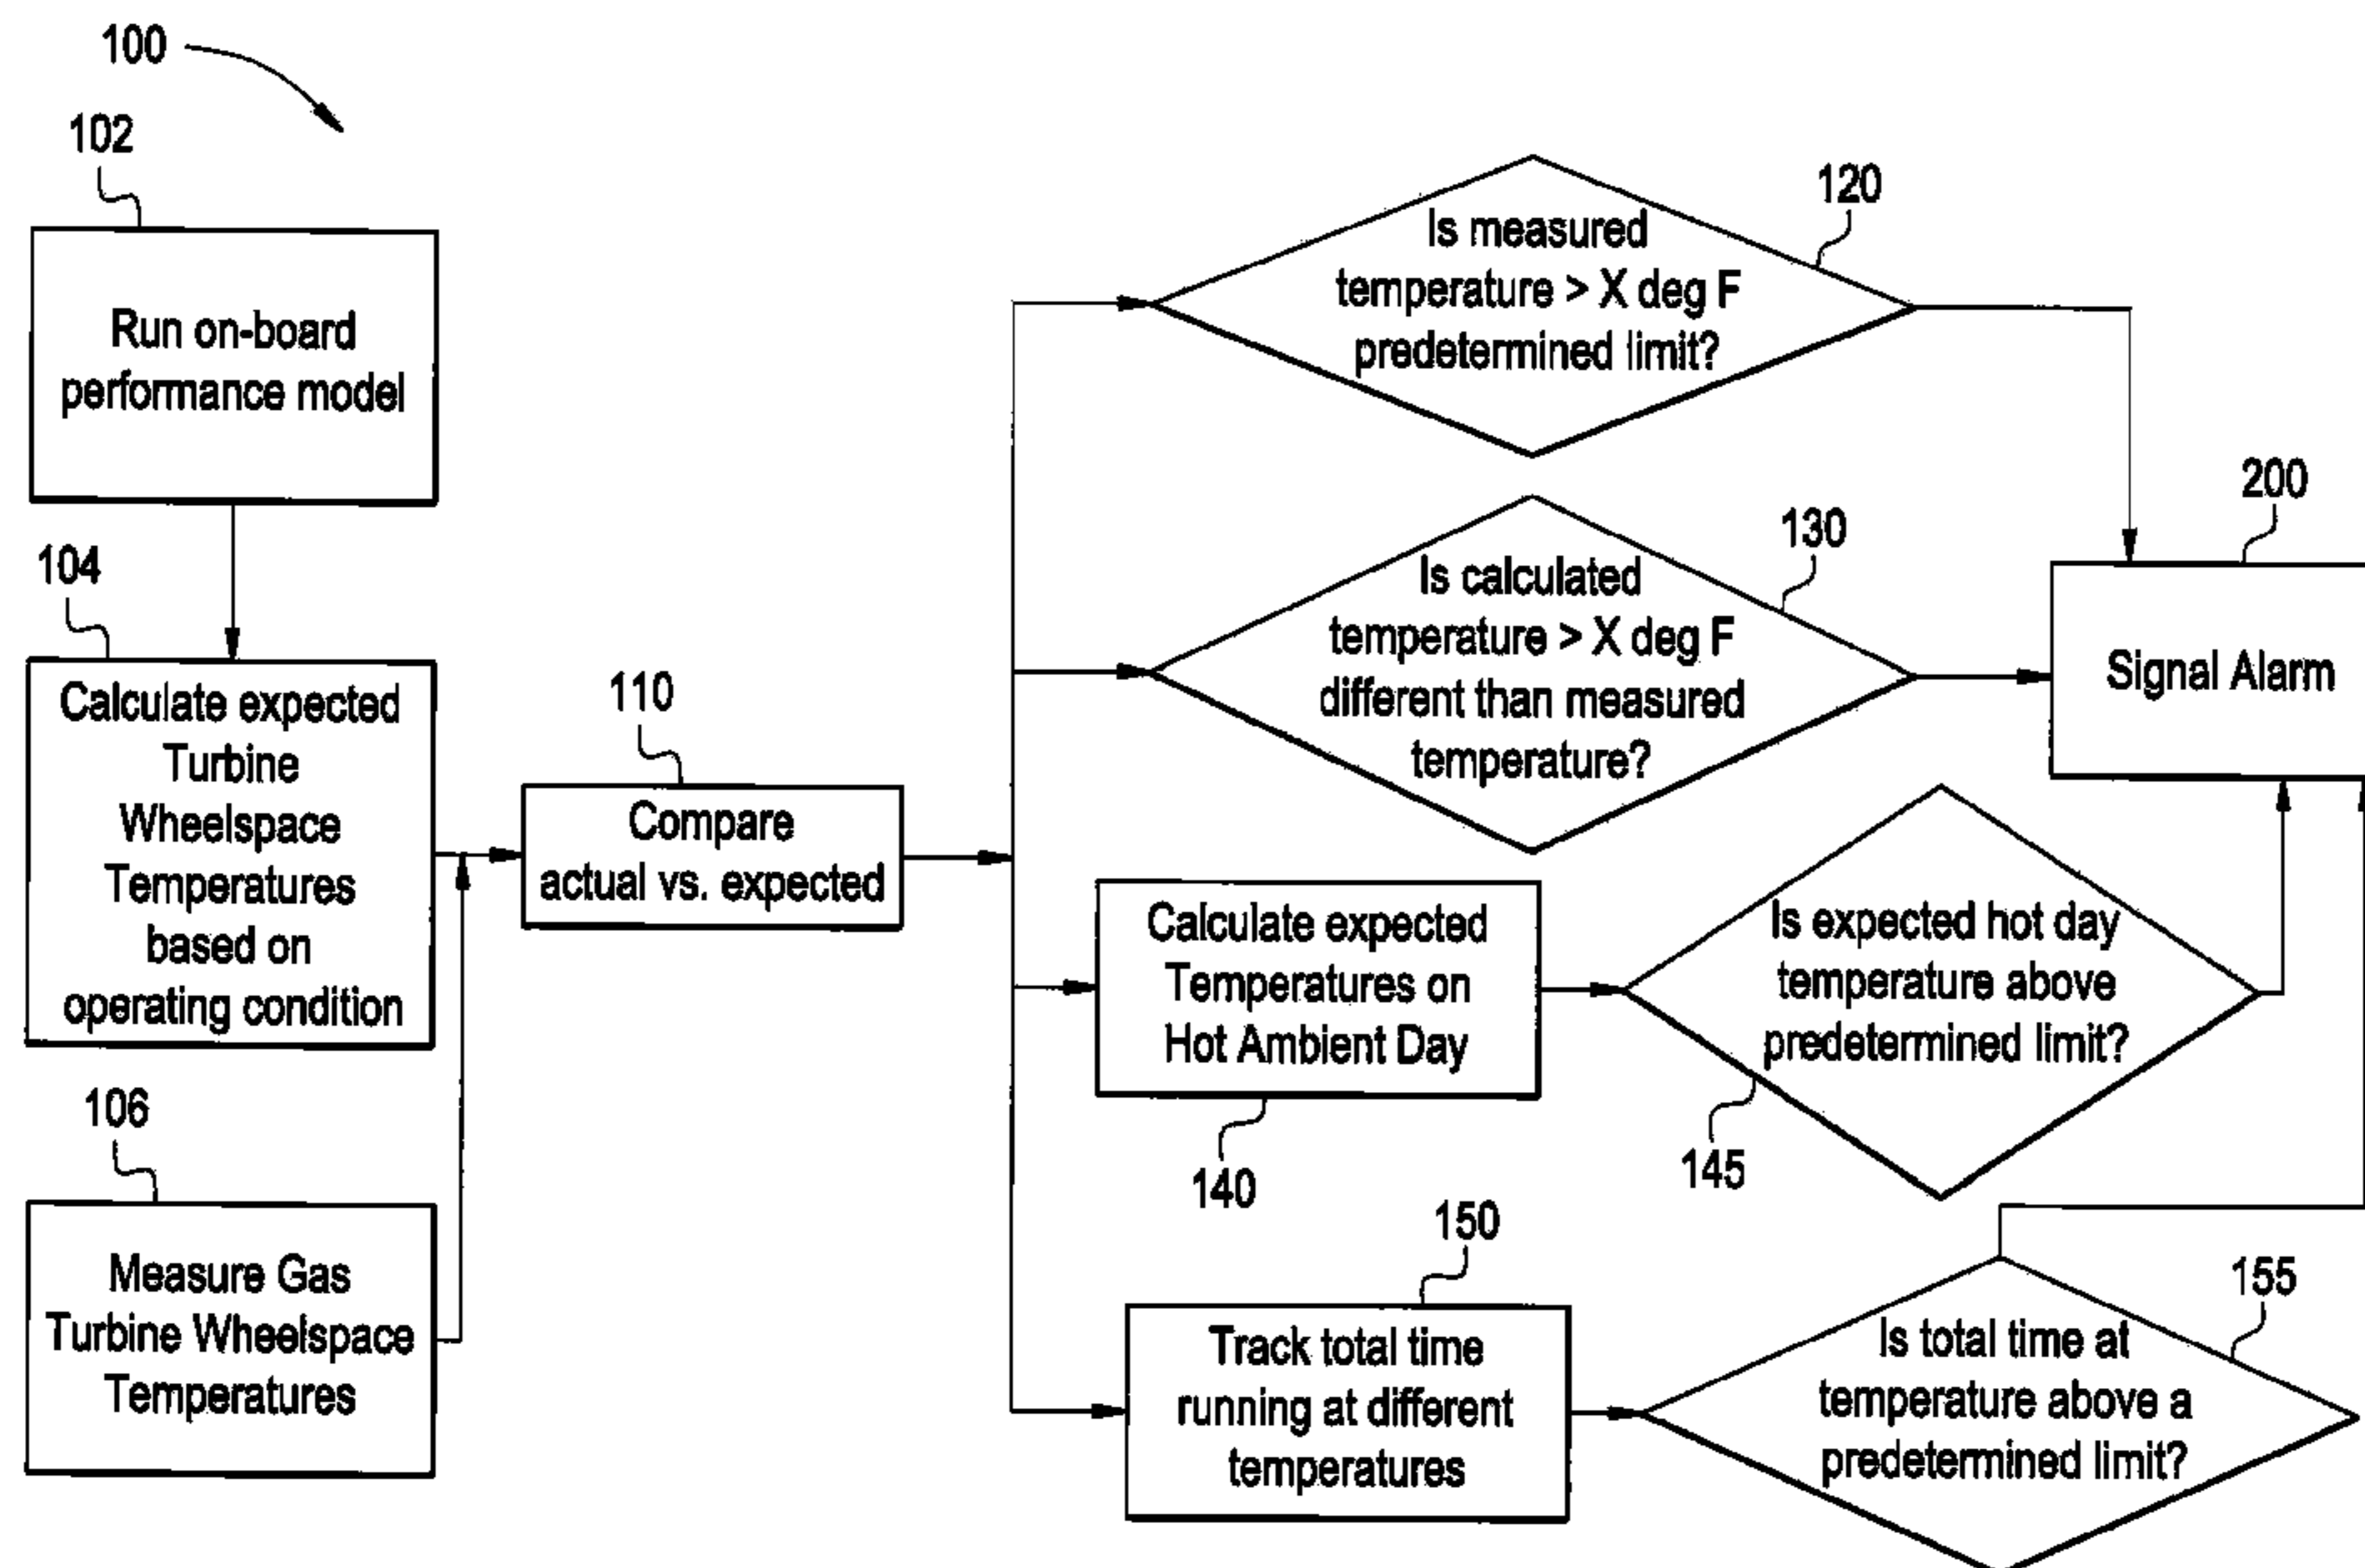 100
102
Run on-board
performance model
104
Calculate expected
Turbine
Wheelspace
Temperatures
based on
operating condition
106
Measure Gas
Turbine Wheelspace
Temperatures
110
Compare
actual vs. expected
120
Is measured
temperature > X deg F
predetermined limit?
130
Is calculated
temperature > X deg F
different than measured
temperature?
140
Calculate expected
Temperatures on
Hot Ambient Day
145
Is expected hot day
temperature above
predetermined limit?
150
Track total time
running at different
temperatures
155
Is total time at
temperature above a
predetermined limit?
200
Signal Alarm